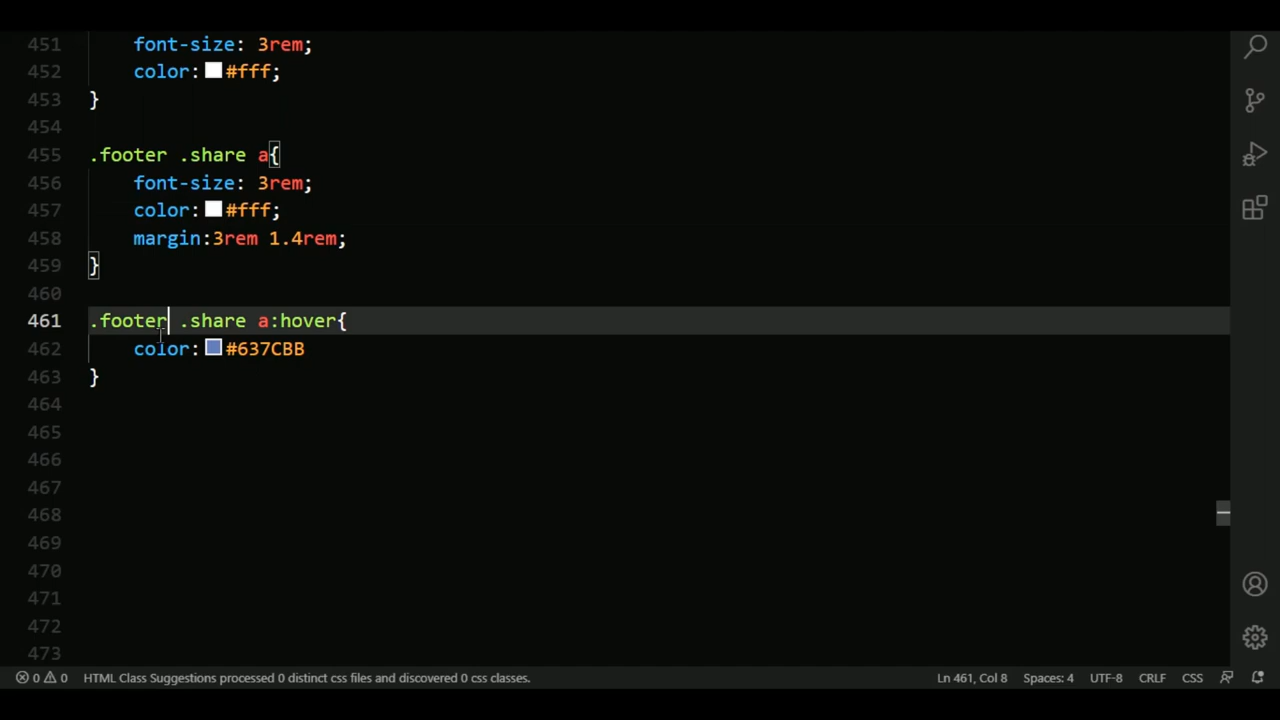 451 font-size: 3rem;
452 color: #fff;
453 }
454
455 .footer .share a{
456 font-size: 3rem;
457 color: #fff;
458 margin:3rem 1.4rem;
459 }
460
461 .footer .share a:hover{
462 color: #637CBB
463 }
464
465
466
467
468
469
470
471
472
473
0 0 HTML Class Suggestions processed 0 distinct css files and discovered 0 css classes. Ln 461, Col 8 Spaces: 4 UTF-8 CRLF CSS